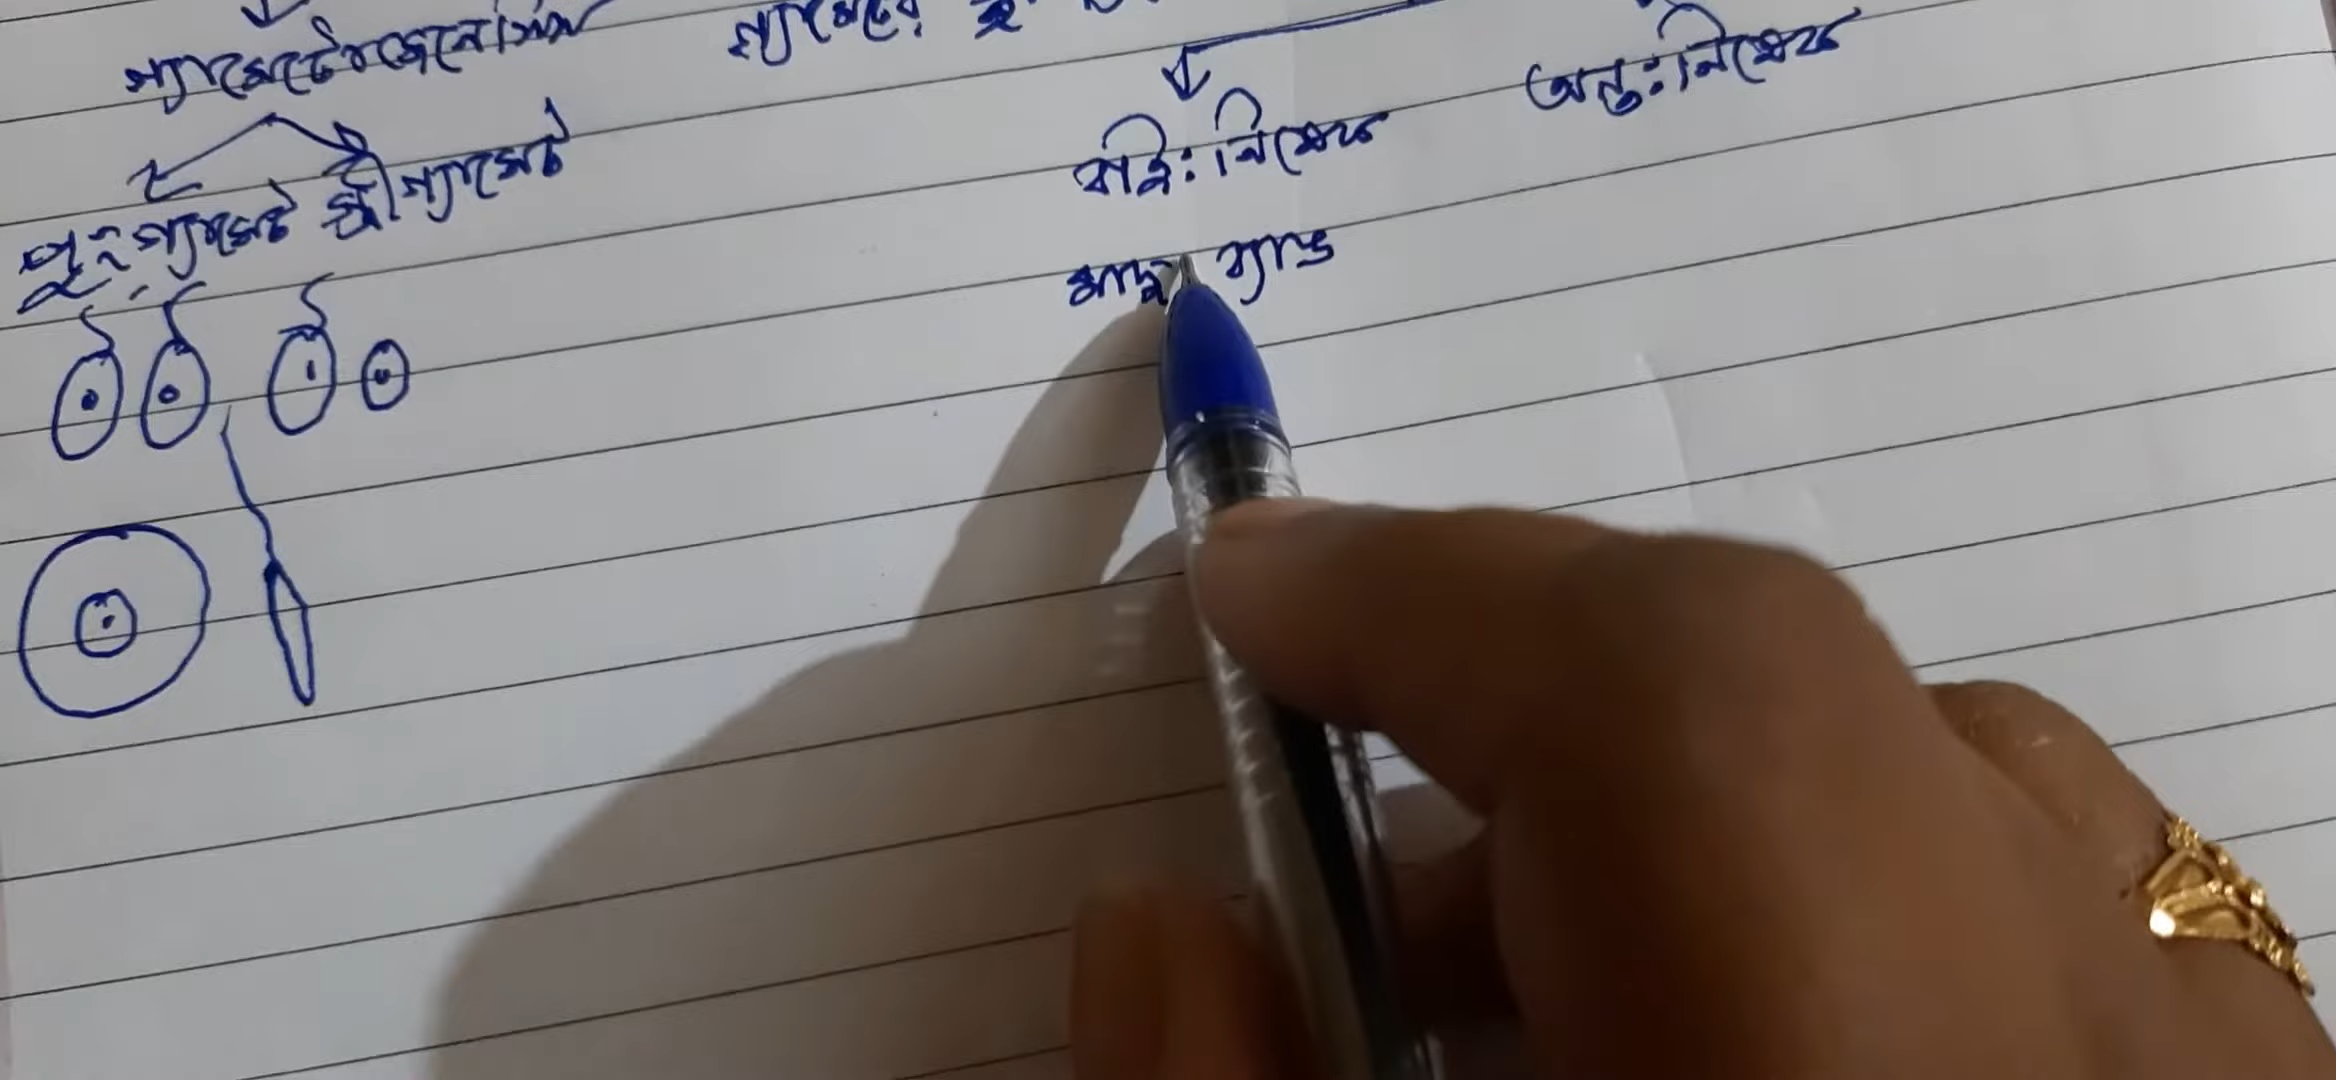 গ্যামেটোজেনেসিস
গ্যামেটের
বহিঃনিষেক অন্তঃনিষেক
পুংগ্যামেট স্ত্রীগ্যামেট
মাছ ব্যাঙ